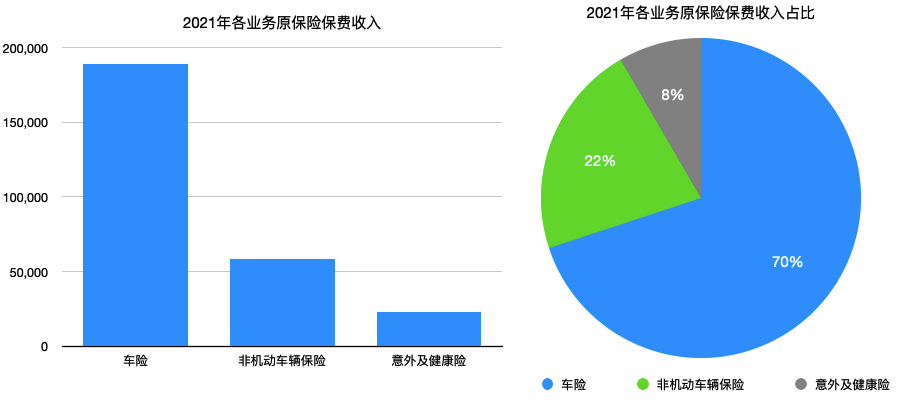 2021年各业务原保险保费收入
200,000
150,000
100,000
50,000
0
车险
非机动车辆保险
意外及健康险
2021年各业务原保险保费收入占比
8%
22%
70%
车险
非机动车辆保险
意外及健康险